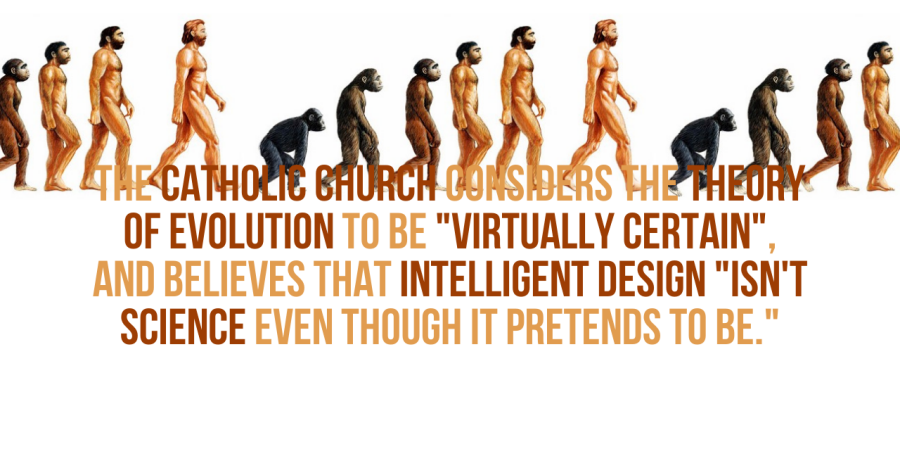 THE CATHOLIC CHURCH CONSIDERS THE THEORY
OF EVOLUTION TO BE "VIRTUALLY CERTAIN",
AND BELIEVES THAT INTELLIGENT DESIGN "ISN'T
SCIENCE EVEN THOUGH IT PRETENDS TO BE."